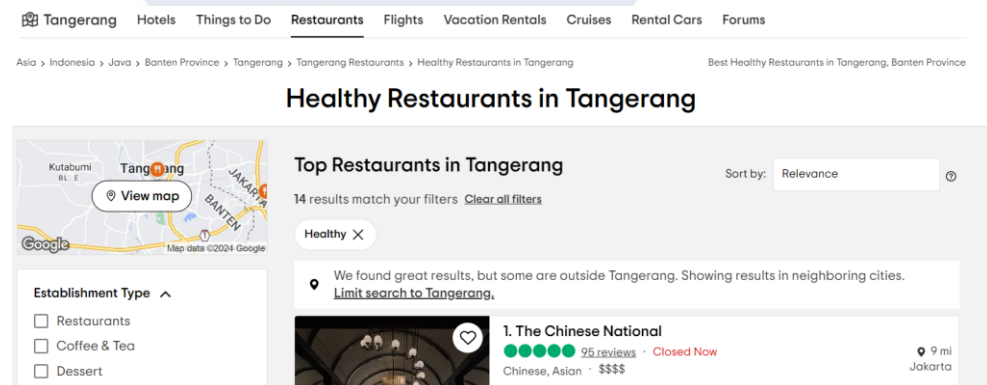 Tangerang Hotels Things to Do Restaurants Flights Vacation Rentals Cruises Rental Cars Forums
Asia > Indonesia > Java > Banten Province > Tangerang > Tangerang Restaurants > Healthy Restaurants in Tangerang
Best Healthy Restaurants in Tangerang, Banten Province
Healthy Restaurants in Tangerang
Kutabumi
Tangerang
JAKARTA
BANTEN
View map
Google
Map data ©2024 Google
Establishment Type
Restaurants
Coffee & Tea
Dessert
Top Restaurants in Tangerang
Sort by: Relevance
14 results match your filters Clear all filters
Healthy
We found great results, but some are outside Tangerang. Showing results in neighboring cities.
Limit search to Tangerang.
1. The Chinese National
95 reviews · Closed Now
Chinese, Asian · $$$$
9 mi
Jakarta